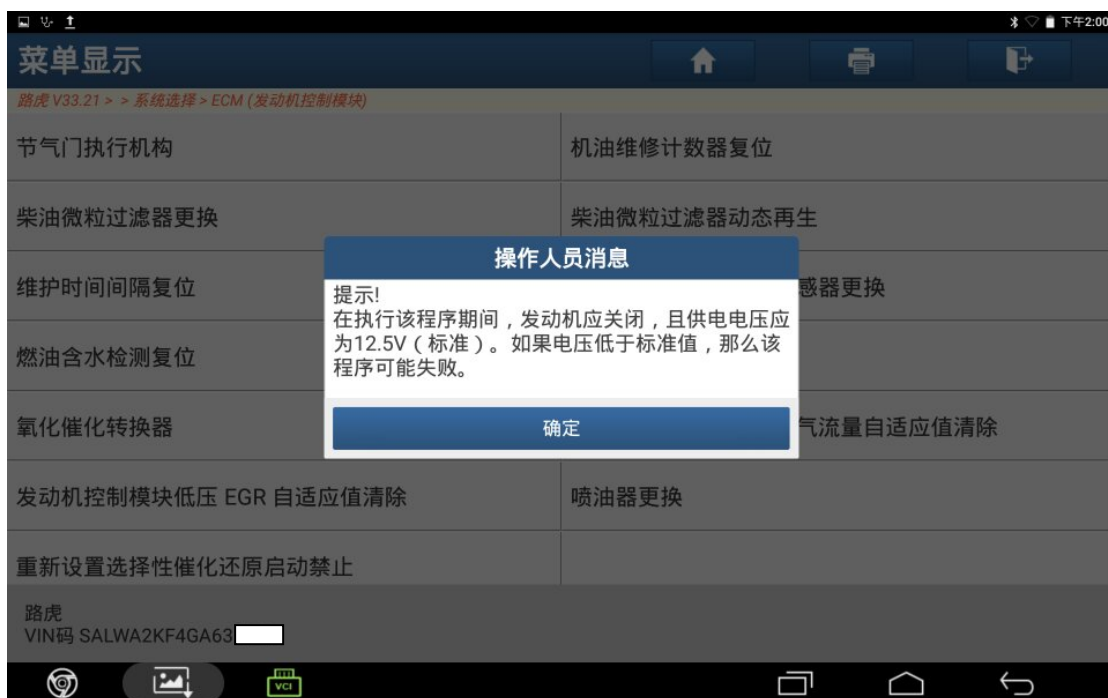 下午2:00
菜单显示
路虎 V33.21 > > 系统选择 > ECM (发动机控制模块)
节气门执行机构
机油维修计数器复位
柴油微粒过滤器更换
柴油微粒过滤器动态再生
操作人员消息
提示!
在执行该程序期间，发动机应关闭，且供电电压应
为12.5V（标准）。如果电压低于标准值，那么该
程序可能失败。
确定
维护时间间隔复位
感器更换
燃油含水检测复位
氧化催化转换器
气流量自适应值清除
发动机控制模块低压 EGR 自适应值清除
喷油器更换
重新设置选择性催化还原启动禁止
路虎
VIN码 SALWA2KF4GA63
VCI